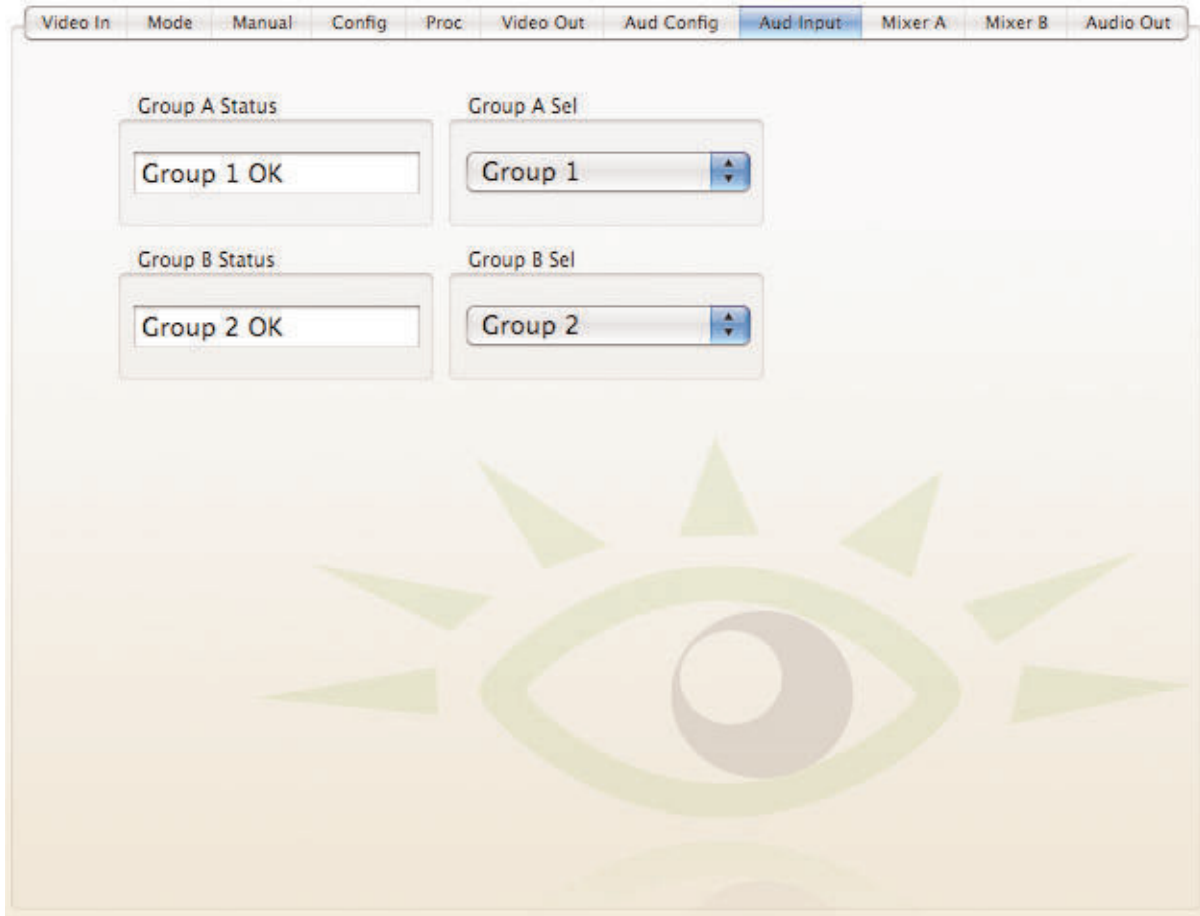 Video In Mode Manual Config Proc Video Out Aud Config Aud Input Mixer A Mixer B Audio Out
Group A Status Group A Sel
Group 1 OK Group 1
Group B Status Group B Sel
Group 2 OK Group 2